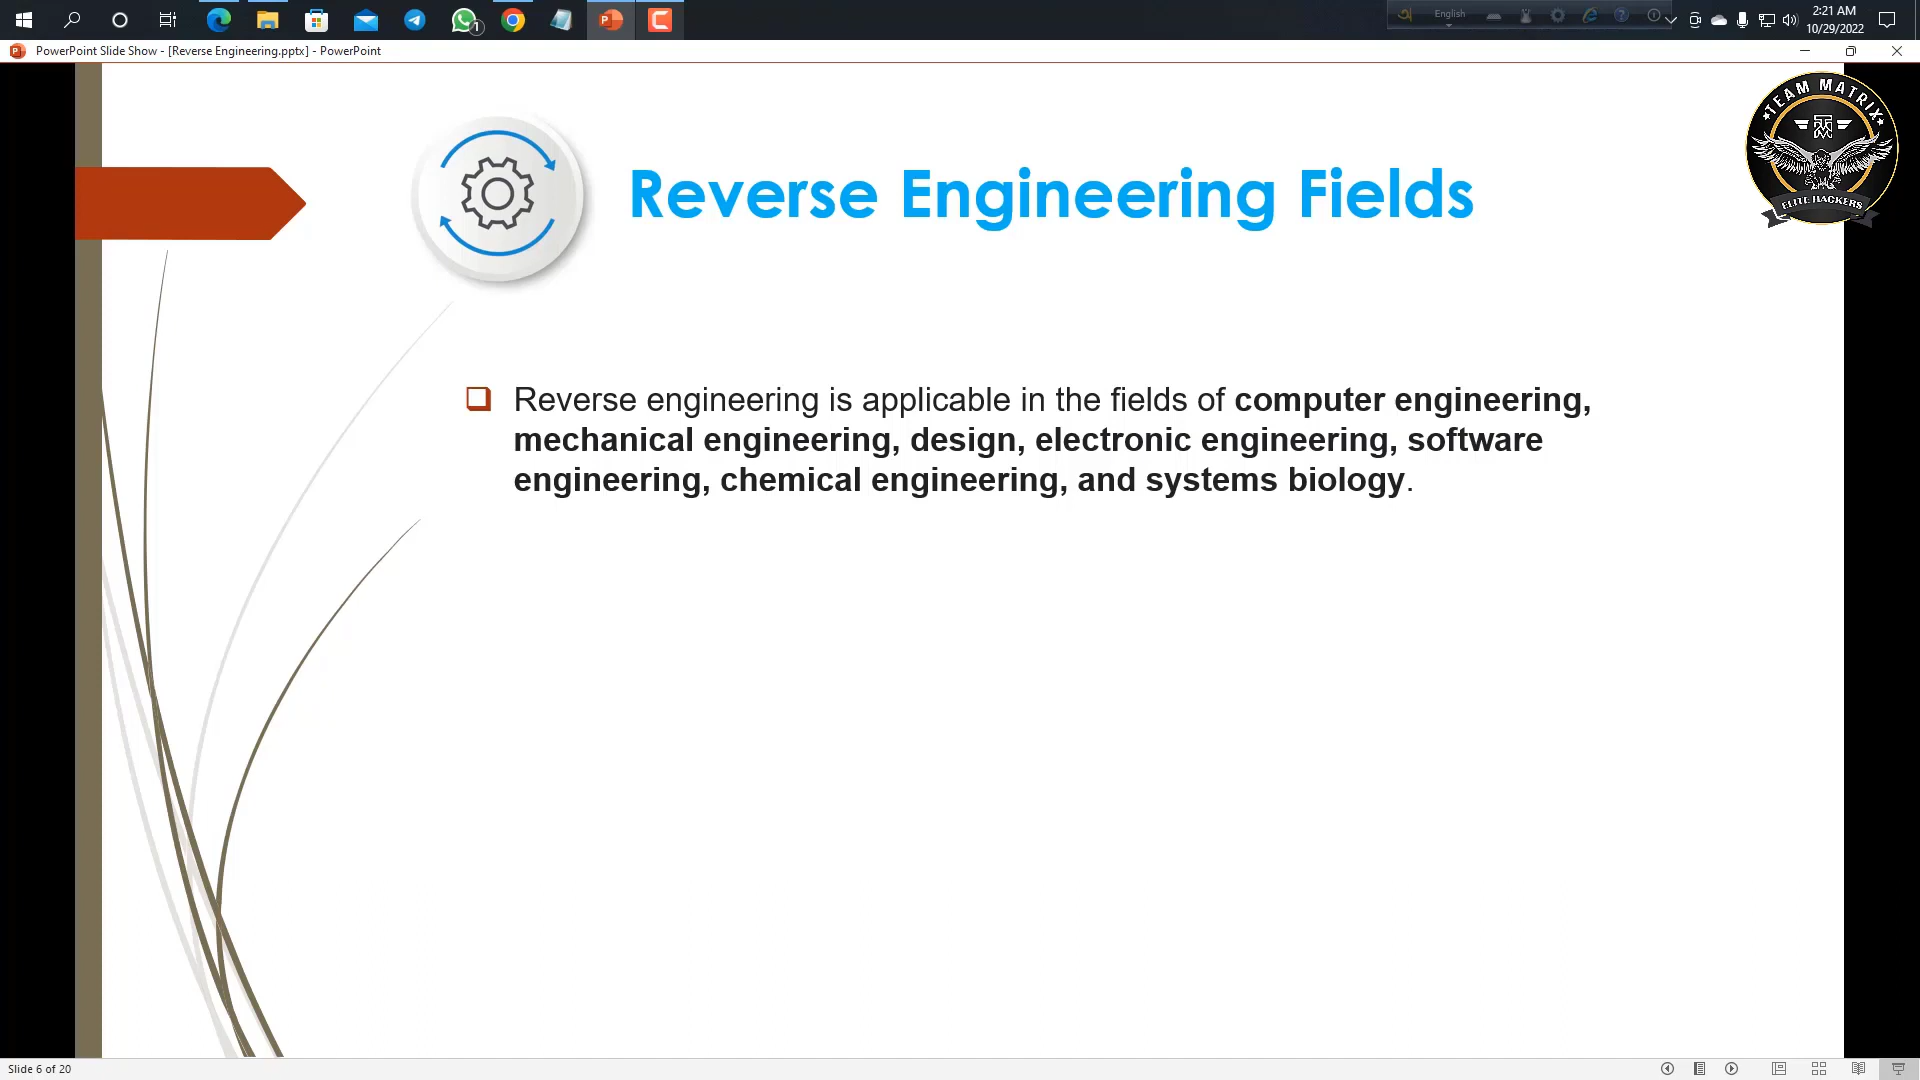 English
2:21 AM
10/29/2022
PowerPoint Slide Show - [Reverse Engineering.pptx] - PowerPoint
TEAM MATRIX
ELITE HACKERS
Reverse Engineering Fields
Reverse engineering is applicable in the fields of computer engineering,
mechanical engineering, design, electronic engineering, software
engineering, chemical engineering, and systems biology.
Slide 6 of 20